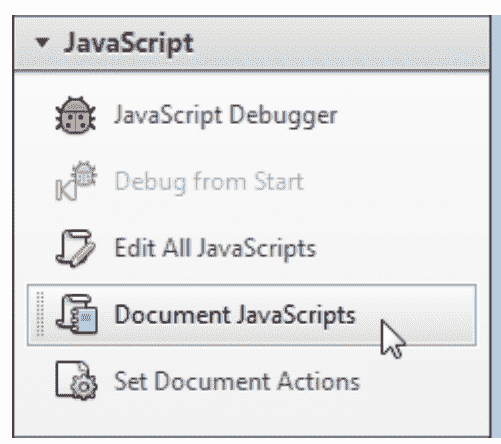 JavaScript
JavaScript Debugger
Debug from Start
Edit All JavaScripts
Document JavaScripts
Set Document Actions